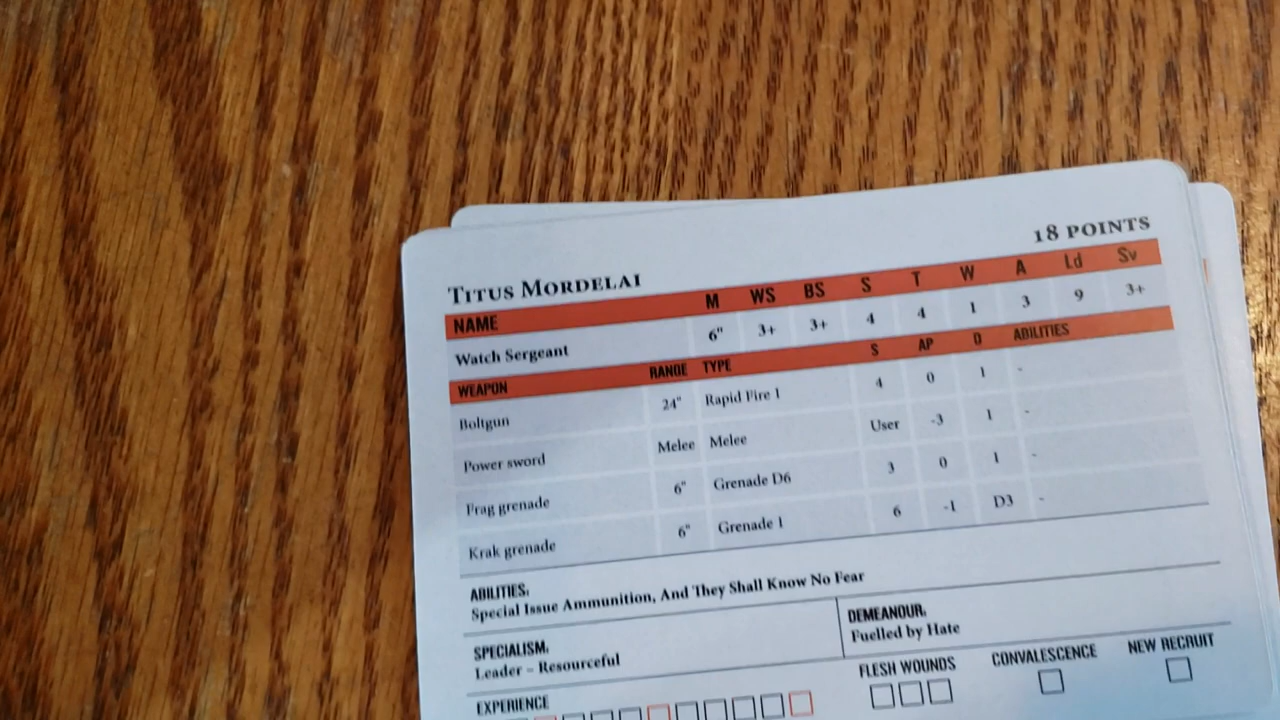 18 POINTS
TITUS MORDELAI
NAME M WS BS S T W A Ld Sv
Watch Sergeant 6" 3+ 3+ 4 4 1 3 9 3+
WEAPON RANGE TYPE S AP D ABILITIES
Boltgun 24" Rapid Fire 1 4 0 1 -
Power sword Melee Melee User -3 1 -
Frag grenade 6" Grenade D6 3 0 1 -
Krak grenade 6" Grenade 1 6 -1 D3 -
ABILITIES:
Special Issue Ammunition, And They Shall Know No Fear
SPECIALISM:
Leader – Resourceful
DEMEANOUR:
Fuelled by Hate
EXPERIENCE FLESH WOUNDS CONVALESCENCE NEW RECRUIT